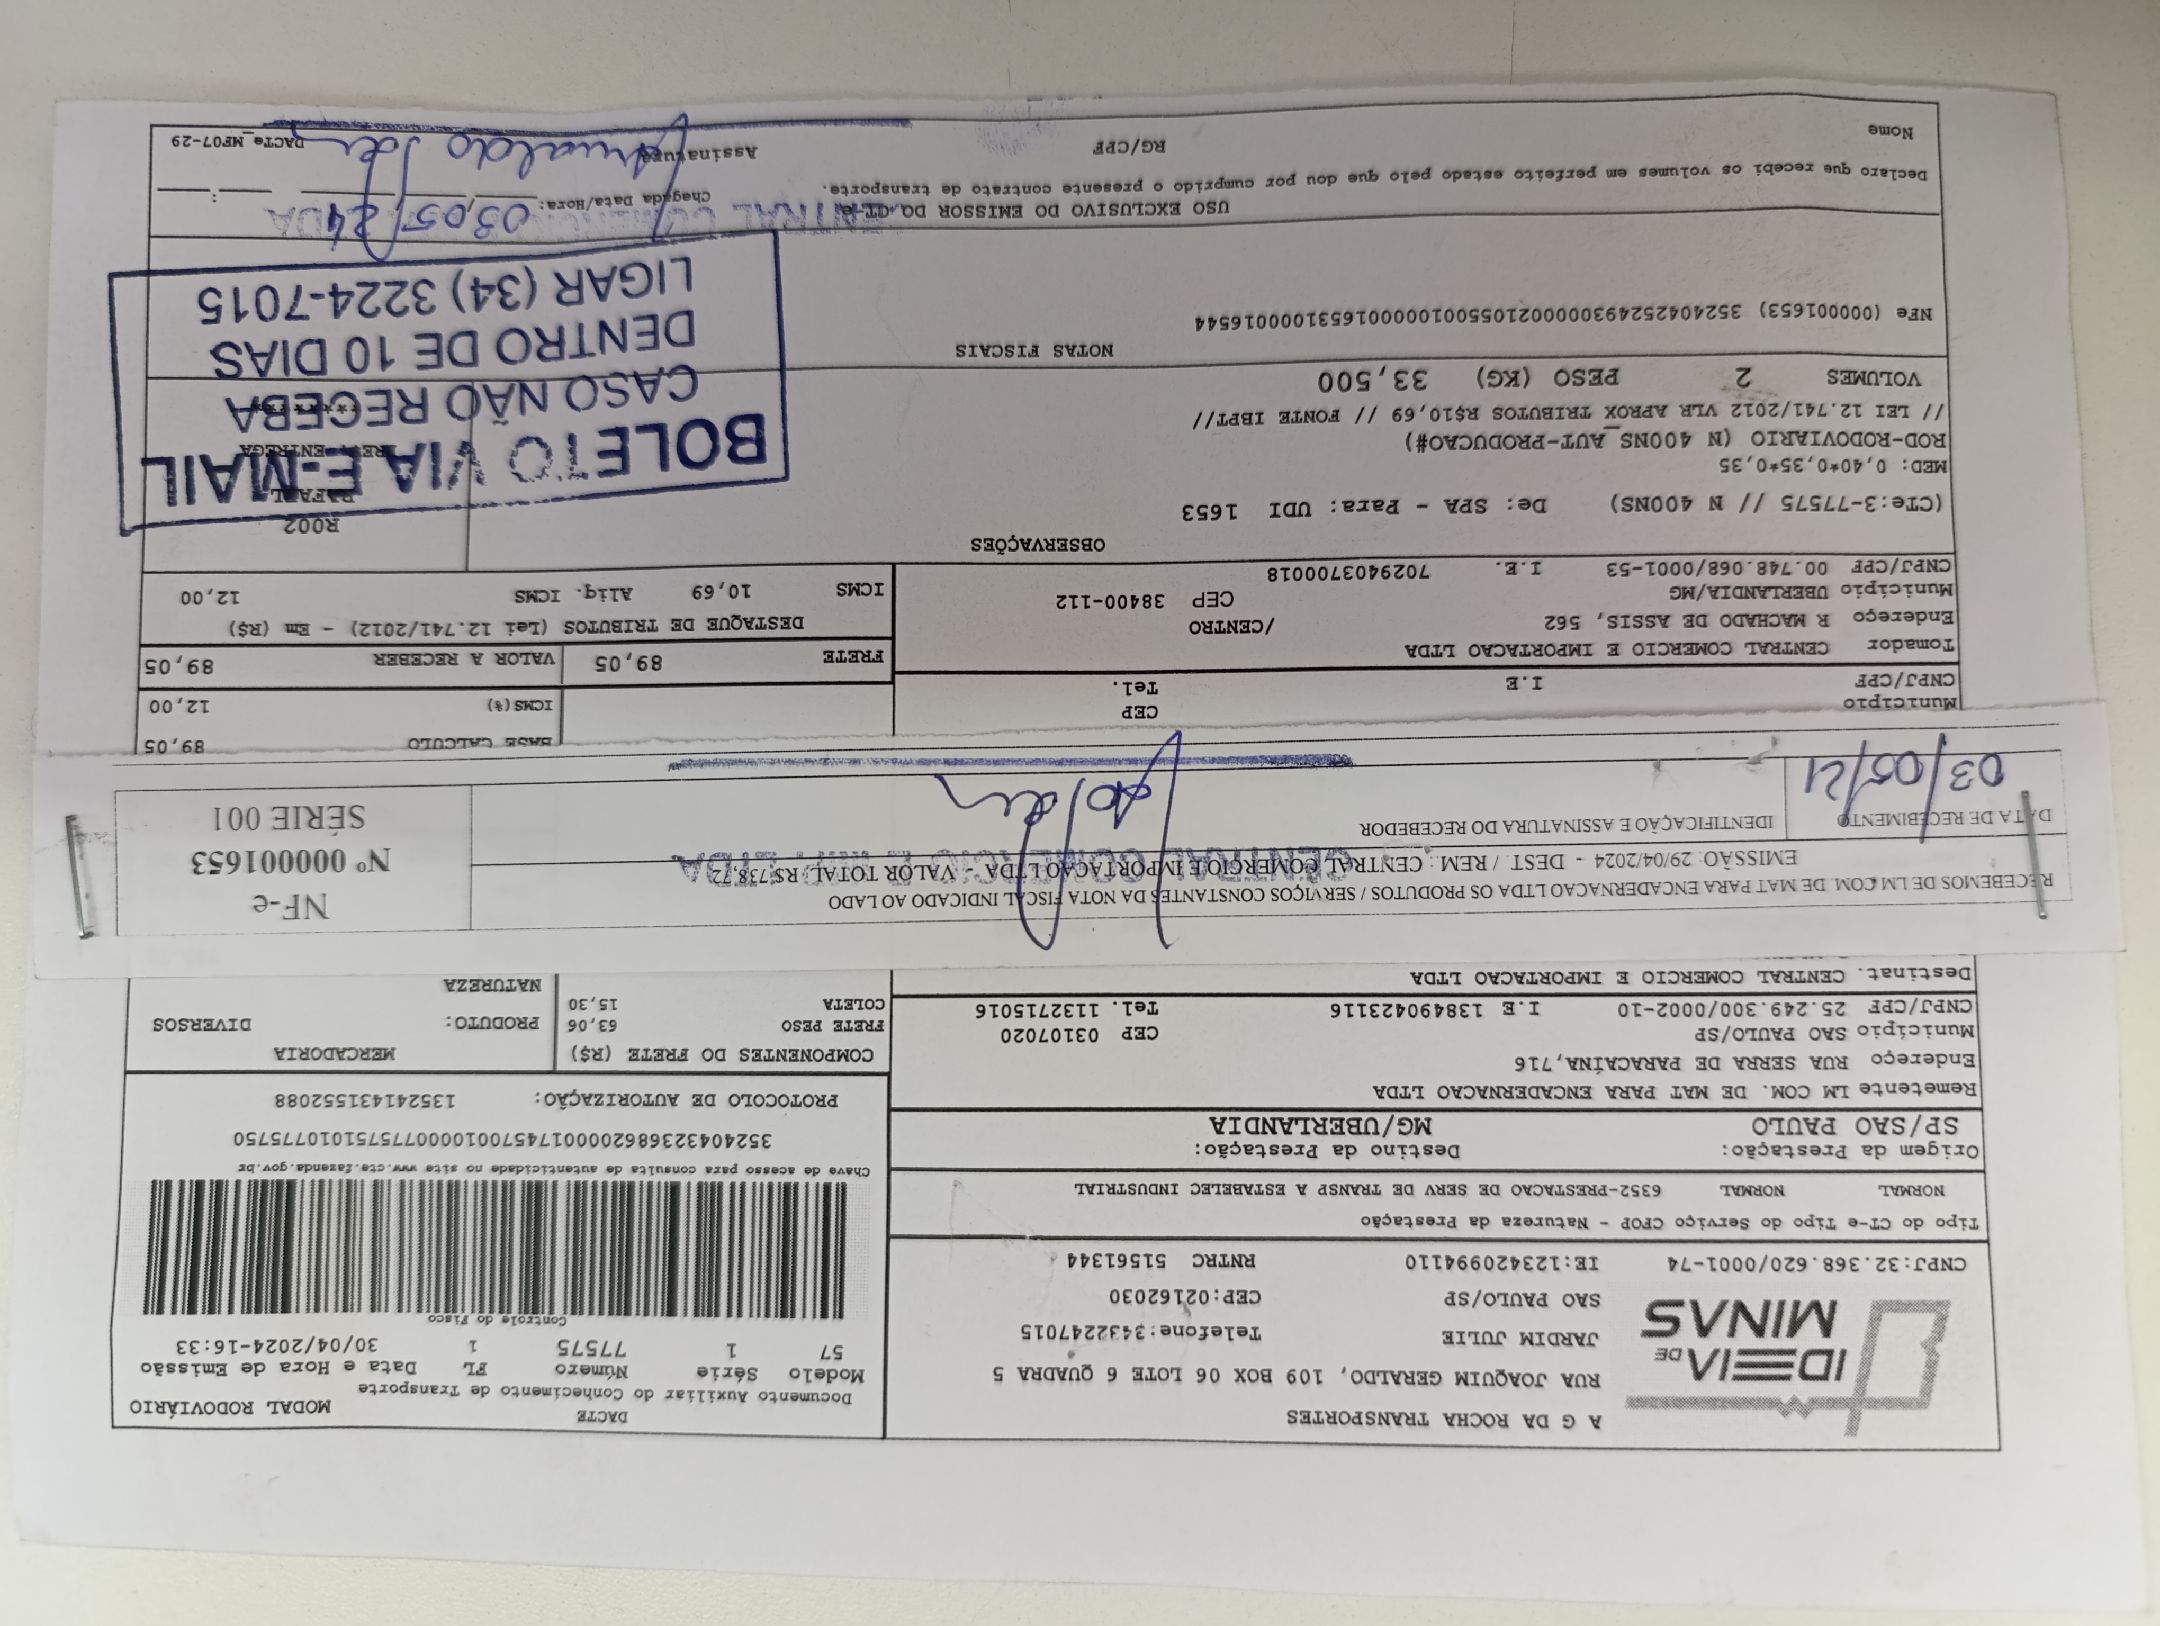 IDEIA DE
MINAS
A G DA ROCHA TRANSPORTES
RUA JOAQUIM GERALDO, 109 BOX 06 LOTE 6 QUADRA 5
JARDIM JULIE Telefone:3432247015
SAO PAULO/SP CEP:02162030
CNPJ:32.368.620/0001-74 IE:123420994110 RNTRC 51561344
DACTE
Documento Auxiliar do Conhecimento de Transporte
MODAL RODOVIÁRIO
Modelo Série Número FL Data e Hora de Emissão
57 1 77575 1 30/04/2024-16:33
Controle do Fisco
Chave de acesso para consulta de autenticidade no site www.cte.fazenda.gov.br
35240432368620000174570010000775751010775750
PROTOCOLO DE AUTORIZAÇÃO: 135241431552088
Tipo do CT-e Tipo do Serviço CFOP - Natureza da Prestação
NORMAL NORMAL 6352-PRESTACAO DE SERV DE TRANSP A ESTABELEC INDUSTRIAL
Origem da Prestação: Destino da Prestação:
SP/SAO PAULO MG/UBERLANDIA
Remetente LM COM. DE MAT PARA ENCADERNACAO LTDA
Endereço RUA SERRA DE PARACAÍNA,716
Município SAO PAULO/SP CEP 03107020
CNPJ/CPF 25.249.300/0002-10 I.E 138490423116 Tel. 1132715016
Destinat. CENTRAL COMERCIO E IMPORTACAO LTDA
COMPONENTES DO FRETE (R$)
FRETE PESO 63,06
COLETA 15,30
MERCADORIA
PRODUTO: DIVERSOS
NATUREZA
RECEBEMOS DE LM COM. DE MAT PARA ENCADERNACAO LTDA OS PRODUTOS / SERVIÇOS CONSTANTES DA NOTA FISCAL INDICADO AO LADO
EMISSÃO: 29/04/2024 - DEST / REM: CENTRAL COMERCIO E IMPORTAÇAO LTDA - VALOR TOTAL: R$ 738,72
CENTRAL COMERCIO E IMP. LTDA
DATA DE RECEBIMENTO
IDENTIFICAÇÃO E ASSINATURA DO RECEBEDOR
03/05/21
NF-e
Nº 000001653
SÉRIE 001
Município CEP
CNPJ/CPF I.E Tel.
BASE CALCULO 89,05
ICMS(%) 12,00
Tomador CENTRAL COMERCIO E IMPORTACAO LTDA
Endereço R MACHADO DE ASSIS, 562 /CENTRO
Município UBERLANDIA/MG CEP 38400-112
CNPJ/CPF 00.748.068/0001-53 I.E. 7029403700018
FRETE 89,05 VALOR A RECEBER 89,05
DESTAQUE DE TRIBUTOS (Lei 12.741/2012) - Em (R$)
ICMS 10,69 Aliq. ICMS 12,00
OBSERVAÇÕES
(CTe:3-77575 // N 400NS) De: SPA - Para: UDI 1653
MED: 0,40*0,35*0,35
ROD-RODOVIARIO (N 400NS_AUT-PRODUCAO#)
// LEI 12.741/2012 VLR APROX TRIBUTOS R$10,69 // FONTE IBPT//
VOLUMES 2 PESO (KG) 33,500
R002
RAFAEL
ENTREGA
BOLETO VIA E-MAIL
CASO NÃO RECEBA
DENTRO DE 10 DIAS
LIGAR (34) 3224-7015
NOTAS FISCAIS
NFe (000001653) 35240425249300000210550010000016531000016544
USO EXCLUSIVO DO EMISSOR DO CT-e
Declaro que recebi os volumes em perfeito estado pelo que dou por cumprido o presente contrato de transporte.
Chagada Data/Hora: 03,05/24
Nome RG/CPF Assinatura
DACTe_MF07-29